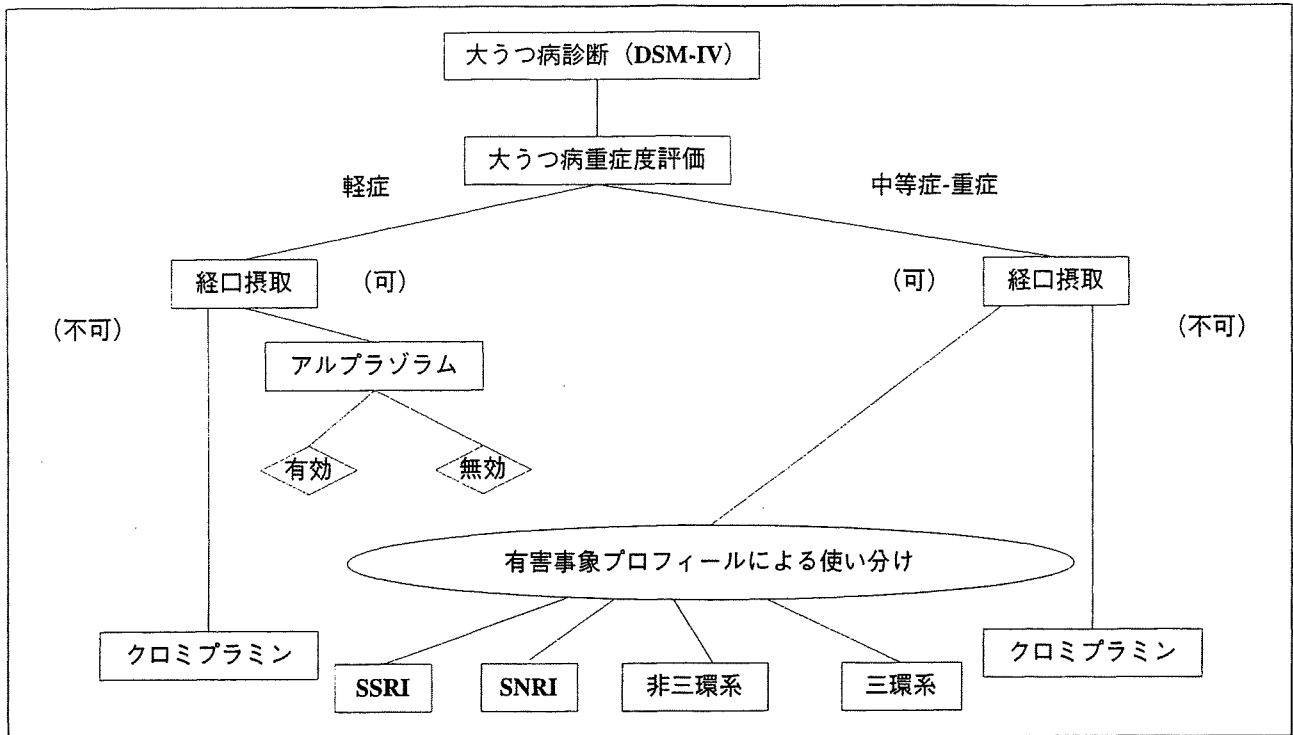 大うつ病診断（DSM-IV）
大うつ病重症度評価
軽症
中等症-重症
経口摂取
（可）
（可）
経口摂取
（不可）
（不可）
アルプラゾラム
有効
無効
有害事象プロフィールによる使い分け
クロミプラミン
クロミプラミン
SSRI
SNRI
非三環系
三環系